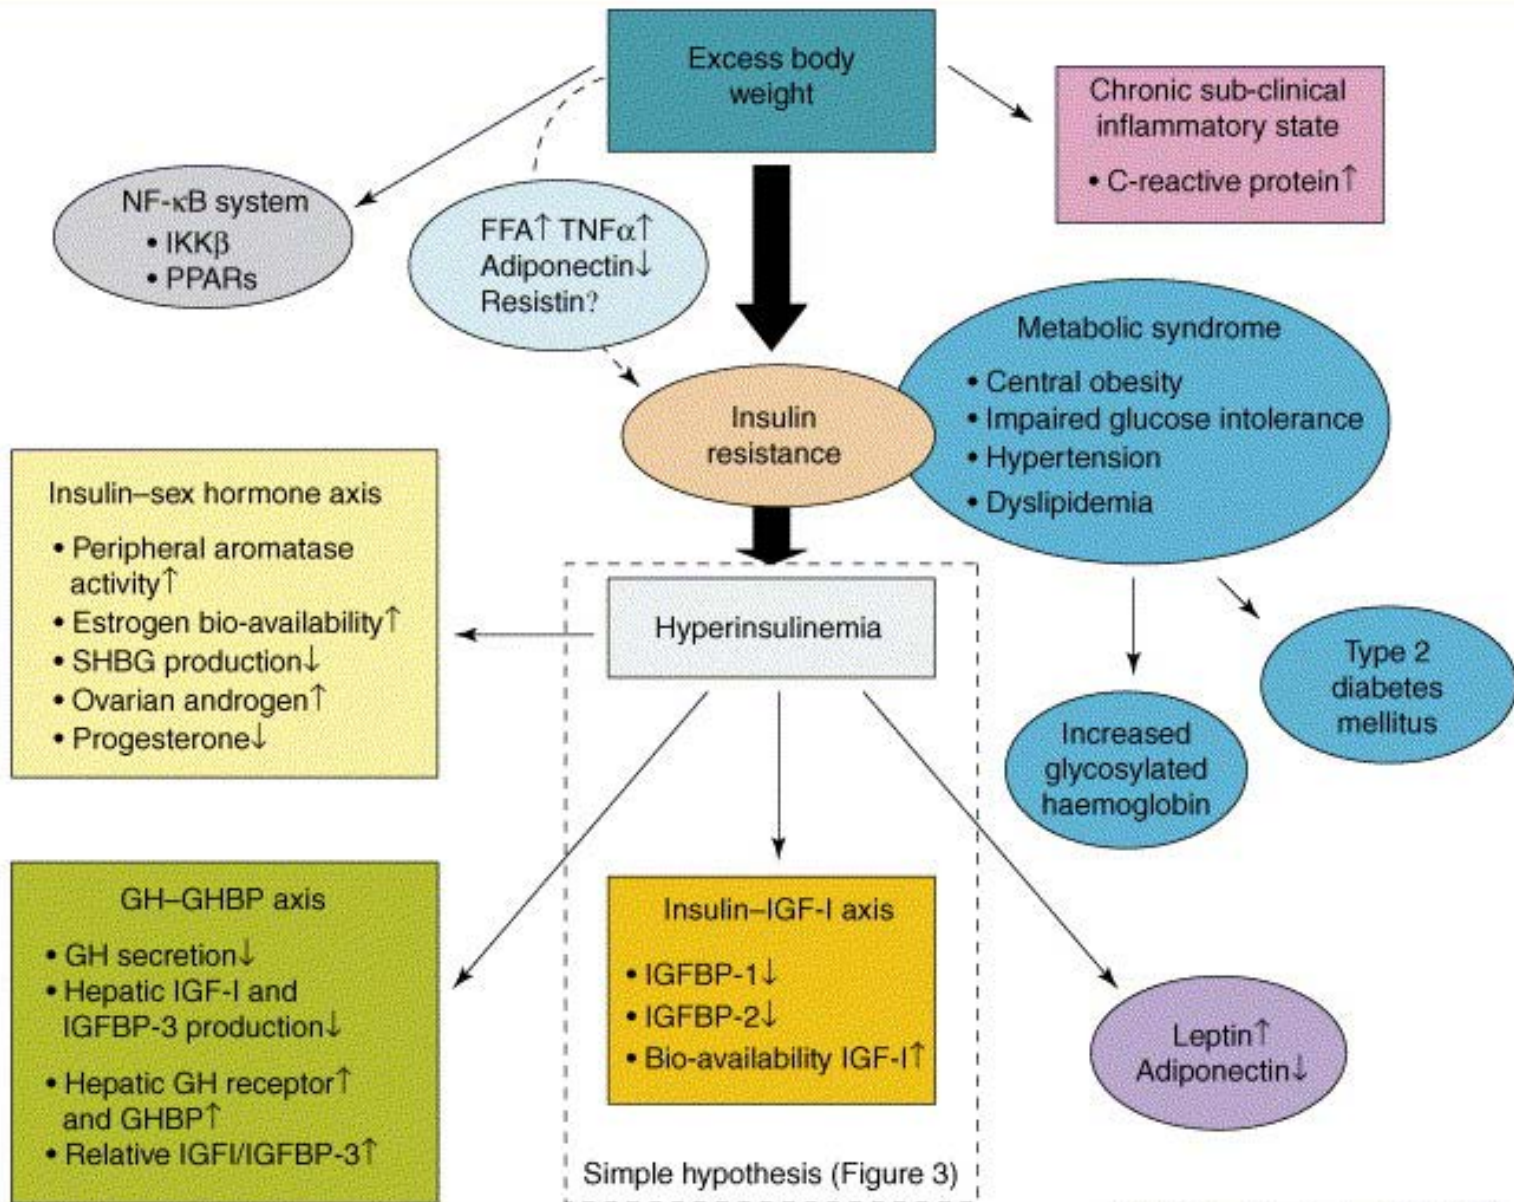 Excess body
weight
Chronic sub-clinical
inflammatory state
• C-reactive protein↑
NF-κB system
• IKKβ
• PPARs
FFA↑ TNFα↑
Adiponectin↓
Resistin?
Metabolic syndrome
• Central obesity
• Impaired glucose intolerance
• Hypertension
• Dyslipidemia
Insulin
resistance
Insulin–sex hormone axis
• Peripheral aromatase
activity↑
• Estrogen bio-availability↑
• SHBG production↓
• Ovarian androgen↑
• Progesterone↓
Hyperinsulinemia
Type 2
diabetes
mellitus
Increased
glycosylated
haemoglobin
GH–GHBP axis
• GH secretion↓
• Hepatic IGF-I and
IGFBP-3 production↓
• Hepatic GH receptor↑
and GHBP↑
• Relative IGFI/IGFBP-3↑
Insulin–IGF-I axis
• IGFBP-1↓
• IGFBP-2↓
• Bio-availability IGF-I↑
Leptin↑
Adiponectin↓
Simple hypothesis (Figure 3)